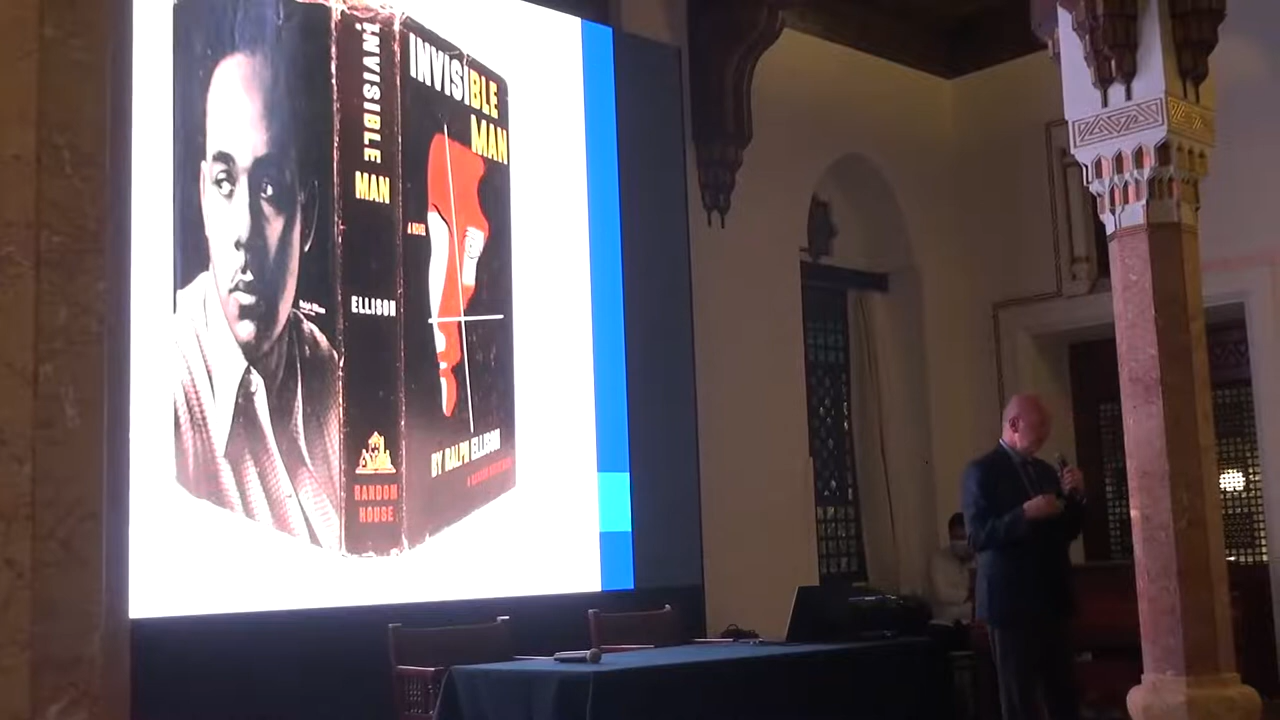 INVISIBLE MAN
ELLISON
RANDOM
HOUSE
INVISIBLE
MAN
A NOVEL
BY RALPH ELLISON